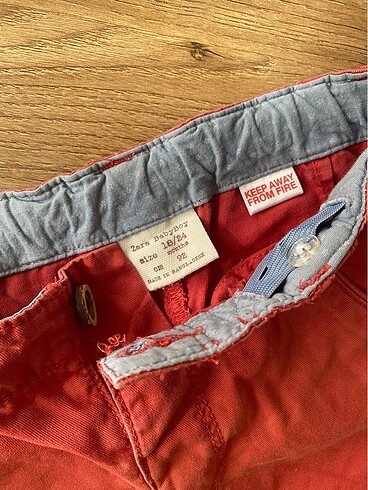 KEEP AWAY
FROM FIRE
Zara BabyBoy
size 18/24
months
cm 92
MADE IN BANGLADESH